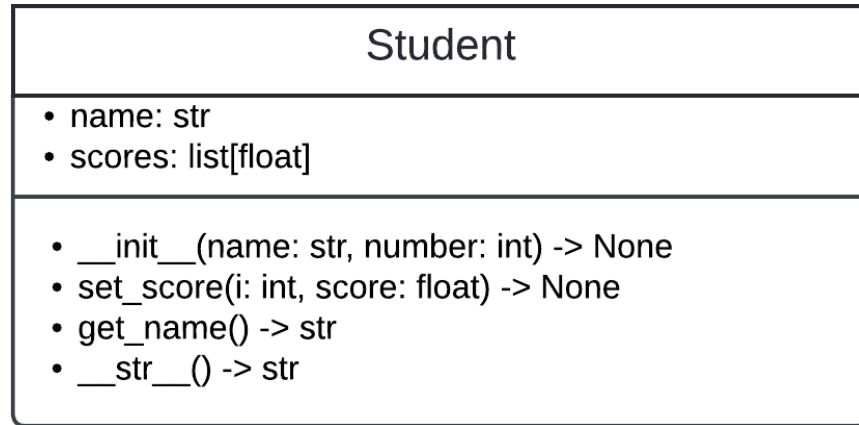 Student
• name: str
• scores: list[float]
• __init__(name: str, number: int) -> None
• set_score(i: int, score: float) -> None
• get_name() -> str
• __str__() -> str